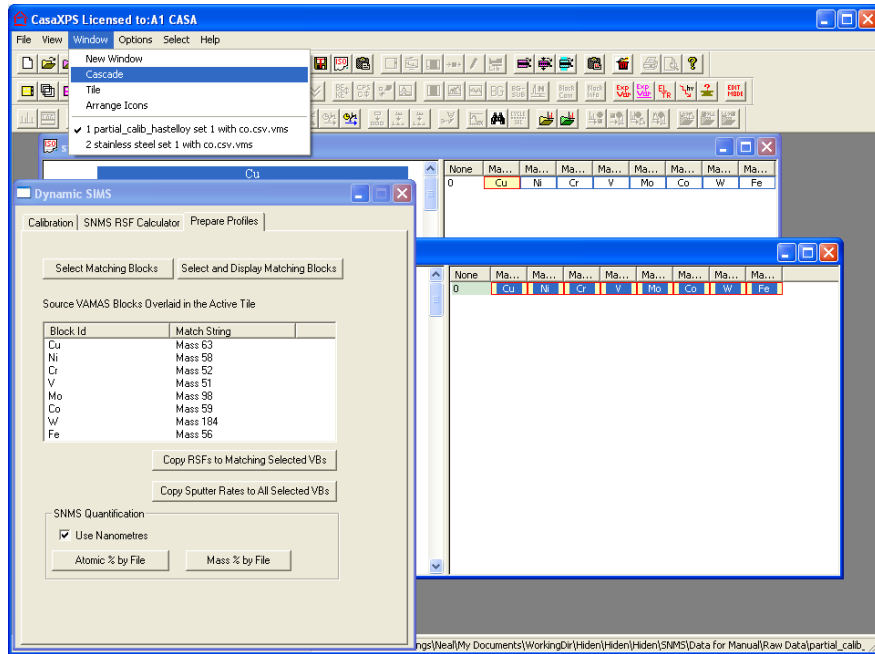 CasaXPS Licensed to:A1 CASA
File View Window Options Select Help
New Window
Cascade
Tile
Arrange Icons
1 partial_calib_hastelloy set 1 with co.csv.vms
2 stainless steel set 1 with co.csv.vms
Cu
None Ma... Ma... Ma... Ma... Ma... Ma... Ma... Ma...
0 Cu Ni Cr V Mo Co W Fe
Dynamic SIMS
Calibration SNMS RSF Calculator Prepare Profiles
Select Matching Blocks Select and Display Matching Blocks
Source VAMAS Blocks Overlaid in the Active Tile
Block Id Match String
Cu Mass 63
Ni Mass 58
Cr Mass 52
V Mass 51
Mo Mass 98
Co Mass 59
W Mass 184
Fe Mass 56
Copy RSFs to Matching Selected VBs
Copy Sputter Rates to All Selected VBs
SNMS Quantification
Use Nanometres
Atomic % by File Mass % by File
None Ma... Ma... Ma... Ma... Ma... Ma... Ma... Ma...
0 Cu Ni Cr V Mo Co W Fe
ngs\Neal\My Documents\WorkingDir\Hiden\Hiden\Hiden\SNMS\Data for Manual\Raw Data\partial_calib_